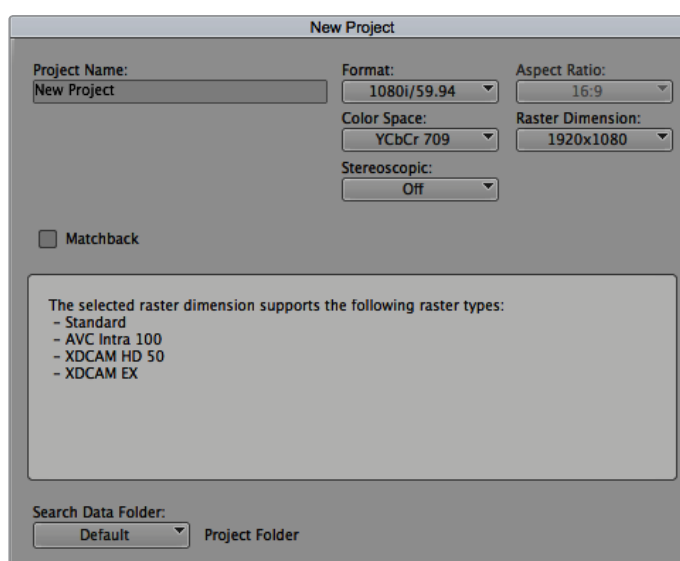 New Project
Project Name:
New Project
Format:
1080i/59.94
Aspect Ratio:
16:9
Color Space:
YCbCr 709
Raster Dimension:
1920x1080
Stereoscopic:
Off
Matchback
The selected raster dimension supports the following raster types:
- Standard
- AVC Intra 100
- XDCAM HD 50
- XDCAM EX
Search Data Folder:
Default
Project Folder